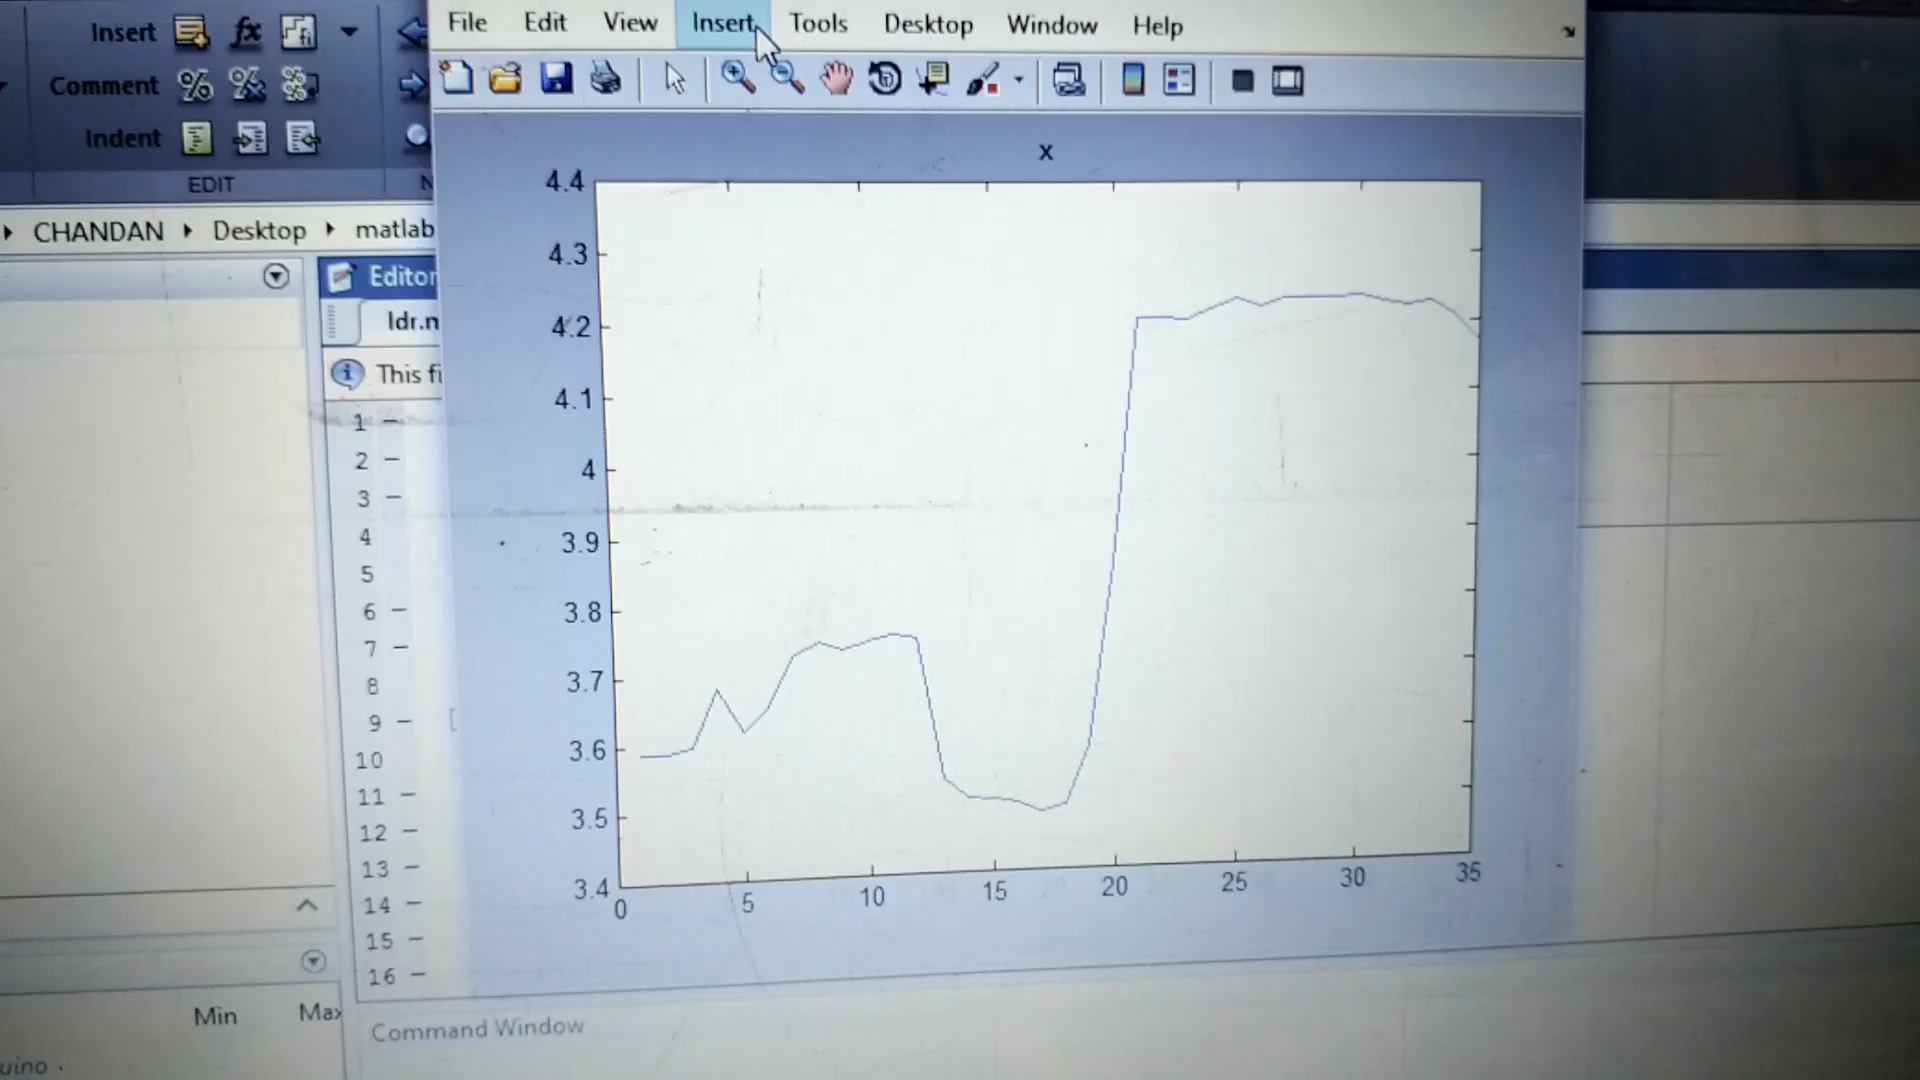 Insert
Comment
Indent
EDIT
File Edit View Insert Tools Desktop Window Help
CHANDAN Desktop matlab
Editor
ldr.m
This fi
1
2
3
4
5
6
7
8
9
10
11
12
13
14
15
16
x
4.4
4.3
4.2
4.1
4
3.9
3.8
3.7
3.6
3.5
3.4
0 5 10 15 20 25 30 35
Min Max
Command Window
uino